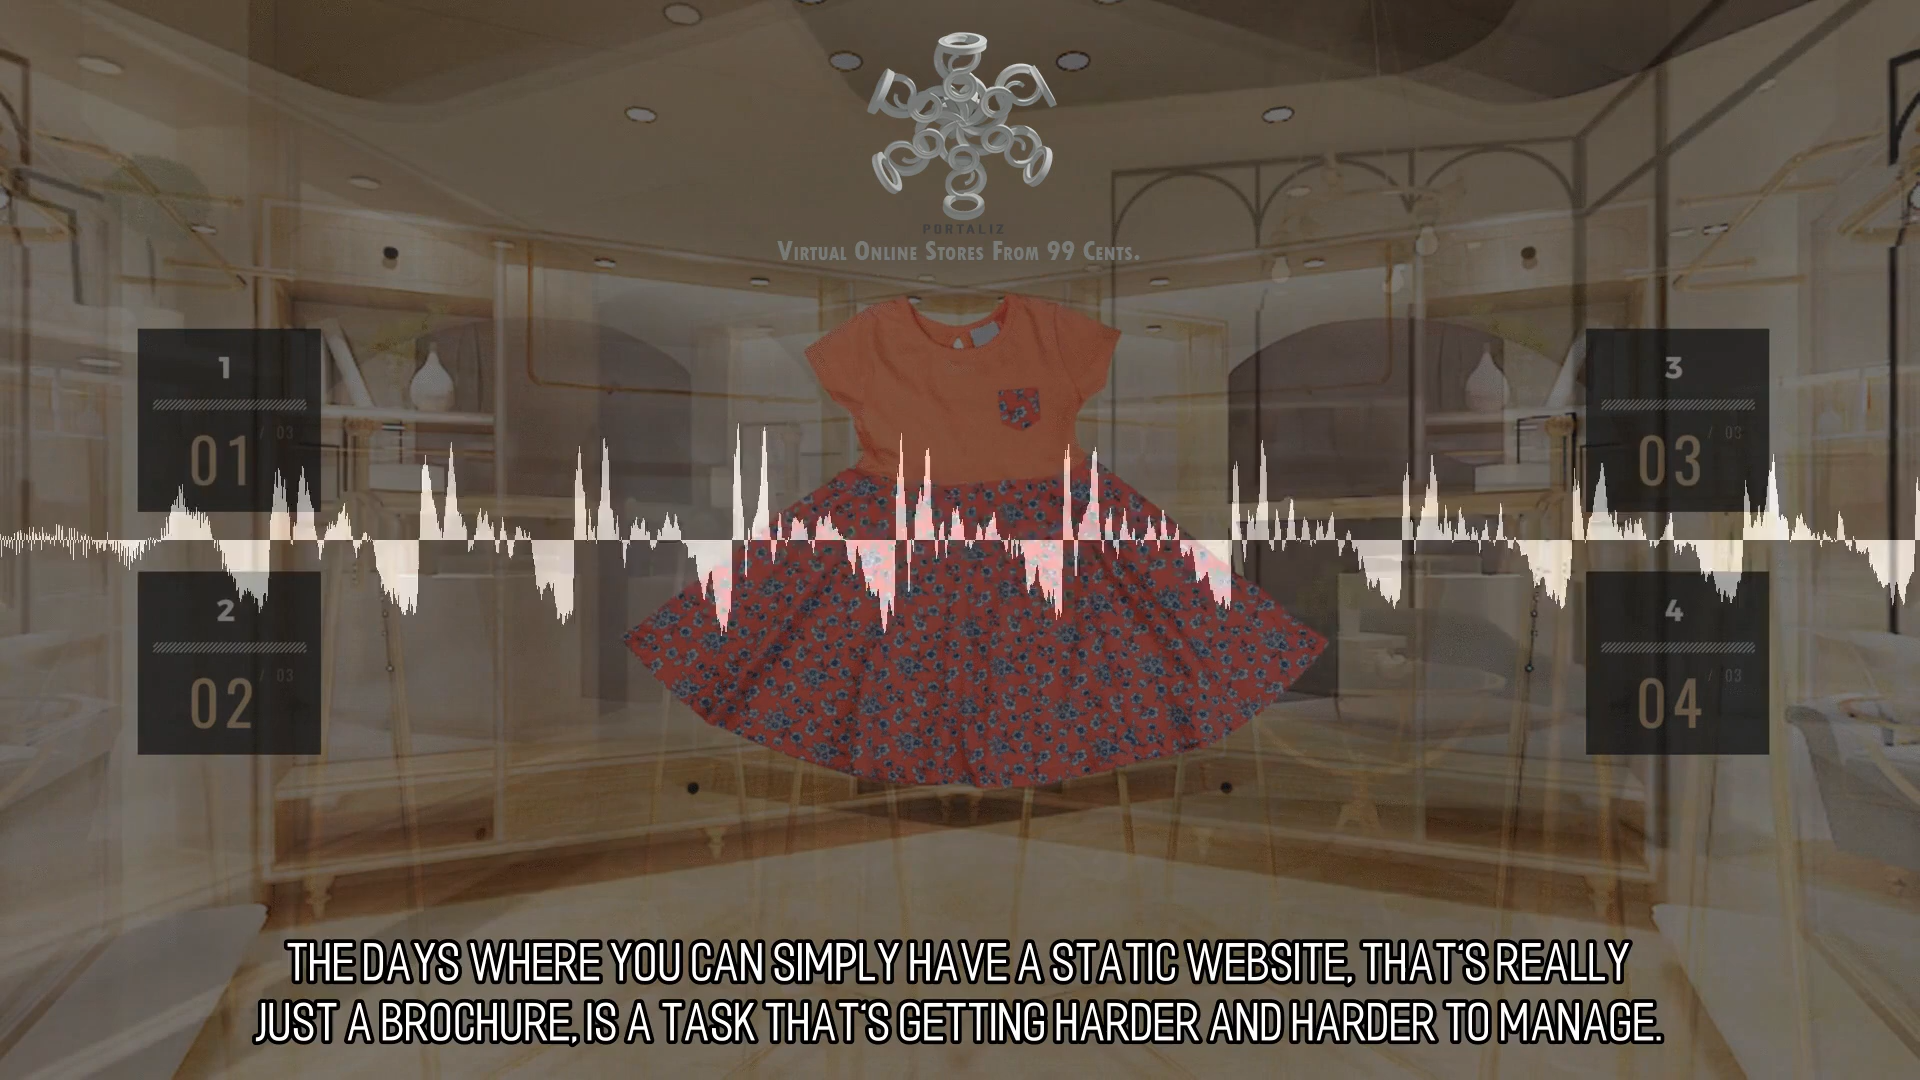 PORTALIZ
VIRTUAL ONLINE STORES FROM 99 CENTS.
1
01 / 03
3
03 / 03
2
02 / 03
4
04 / 03
THE DAYS WHERE YOU CAN SIMPLY HAVE A STATIC WEBSITE, THAT'S REALLY
JUST A BROCHURE, IS A TASK THAT'S GETTING HARDER AND HARDER TO MANAGE.